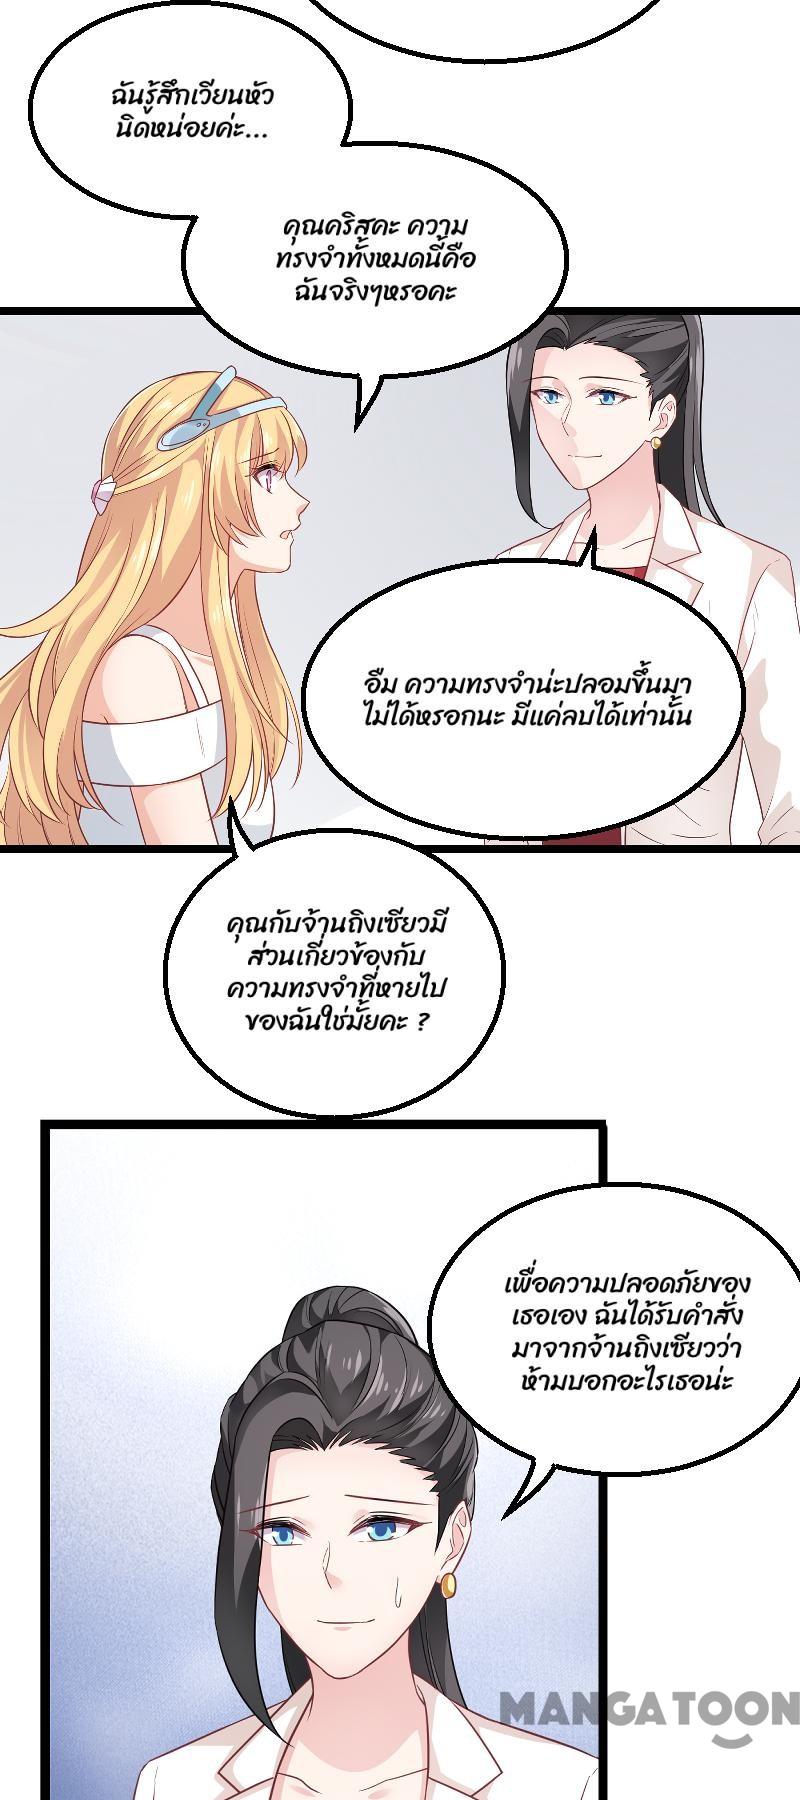 ฉันรู้สึกเวียนหัว
นิดหน่อยค่ะ...
คุณคริสคะ ความ
ทรงจำทั้งหมดนี้คือ
ฉันจริงๆหรอคะ
อืม ความทรงจำน่ะปลอมขึ้นมา
ไม่ได้หรอกนะ มีแค่ลบได้เท่านั้น
คุณกับจ้านถิงเซียวมี
ส่วนเกี่ยวข้องกับ
ความทรงจำที่หายไป
ของฉันใช่มั้ยคะ ?
เพื่อความปลอดภัยของ
เธอเอง ฉันได้รับคำสั่ง
มาจากจ้านถิงเซียวว่า
ห้ามบอกอะไรเธอน่ะ
MANGATOON